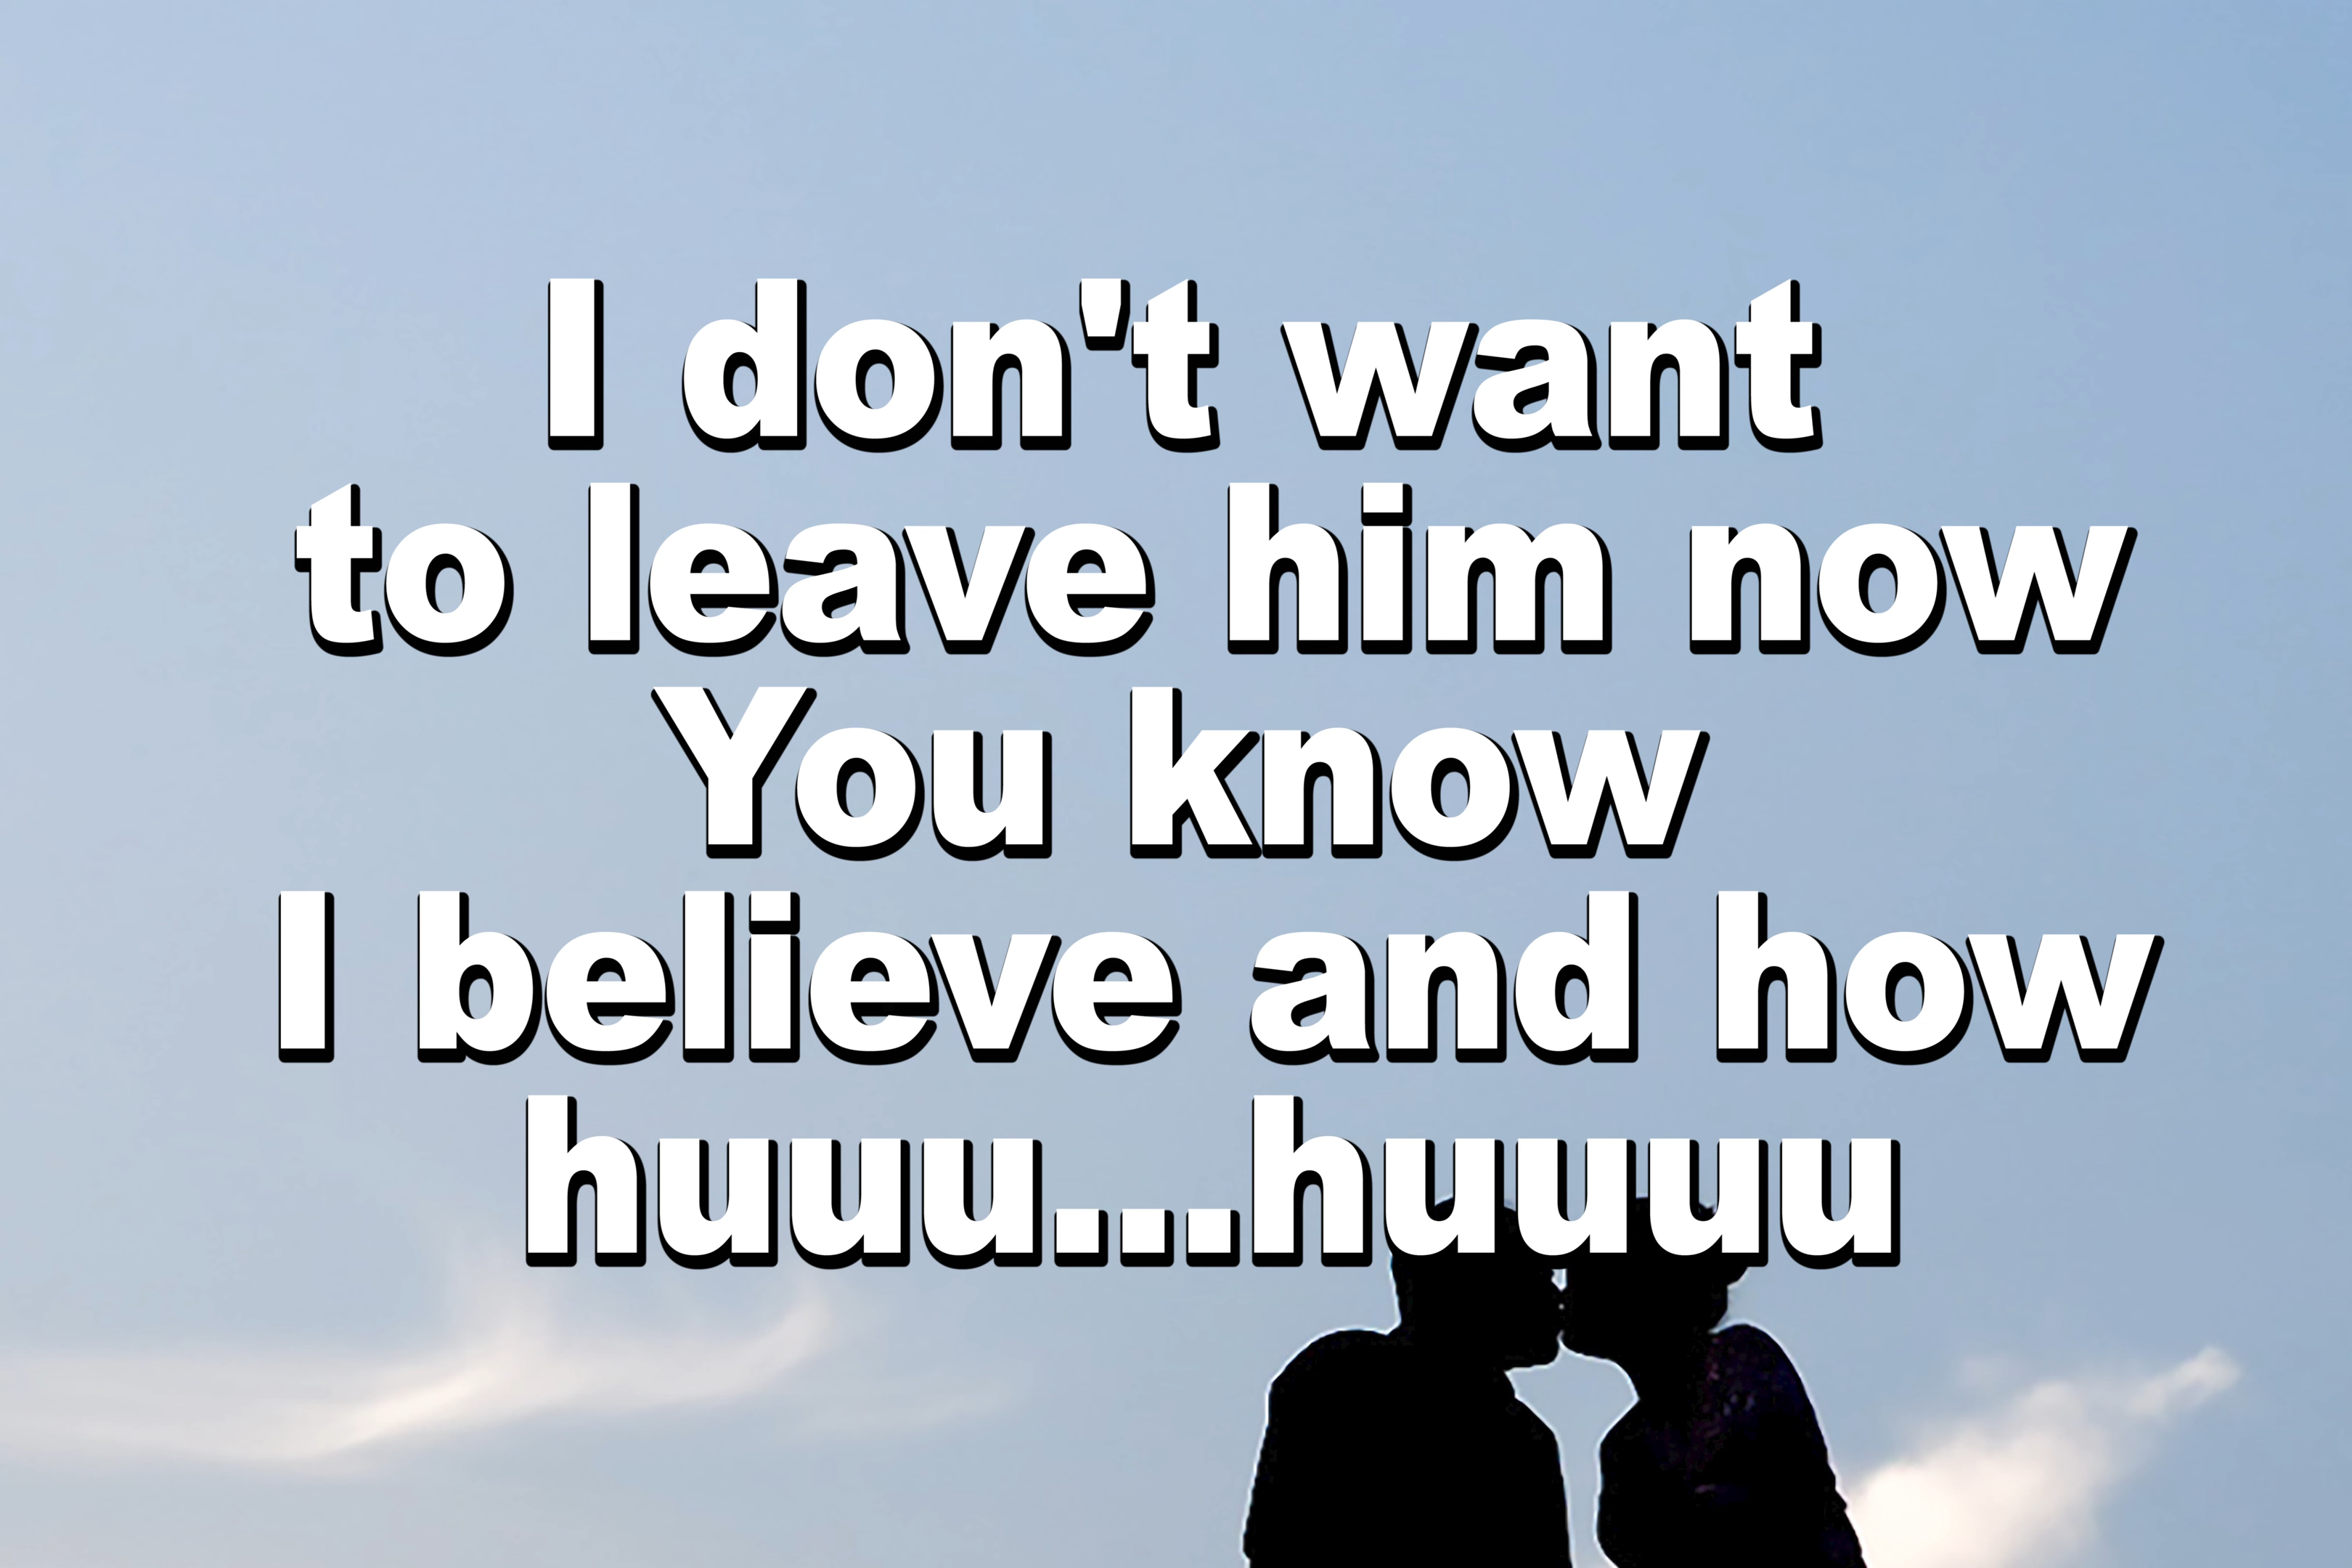 I don't want
to leave him now
You know
I believe and how
huuu...huuuu